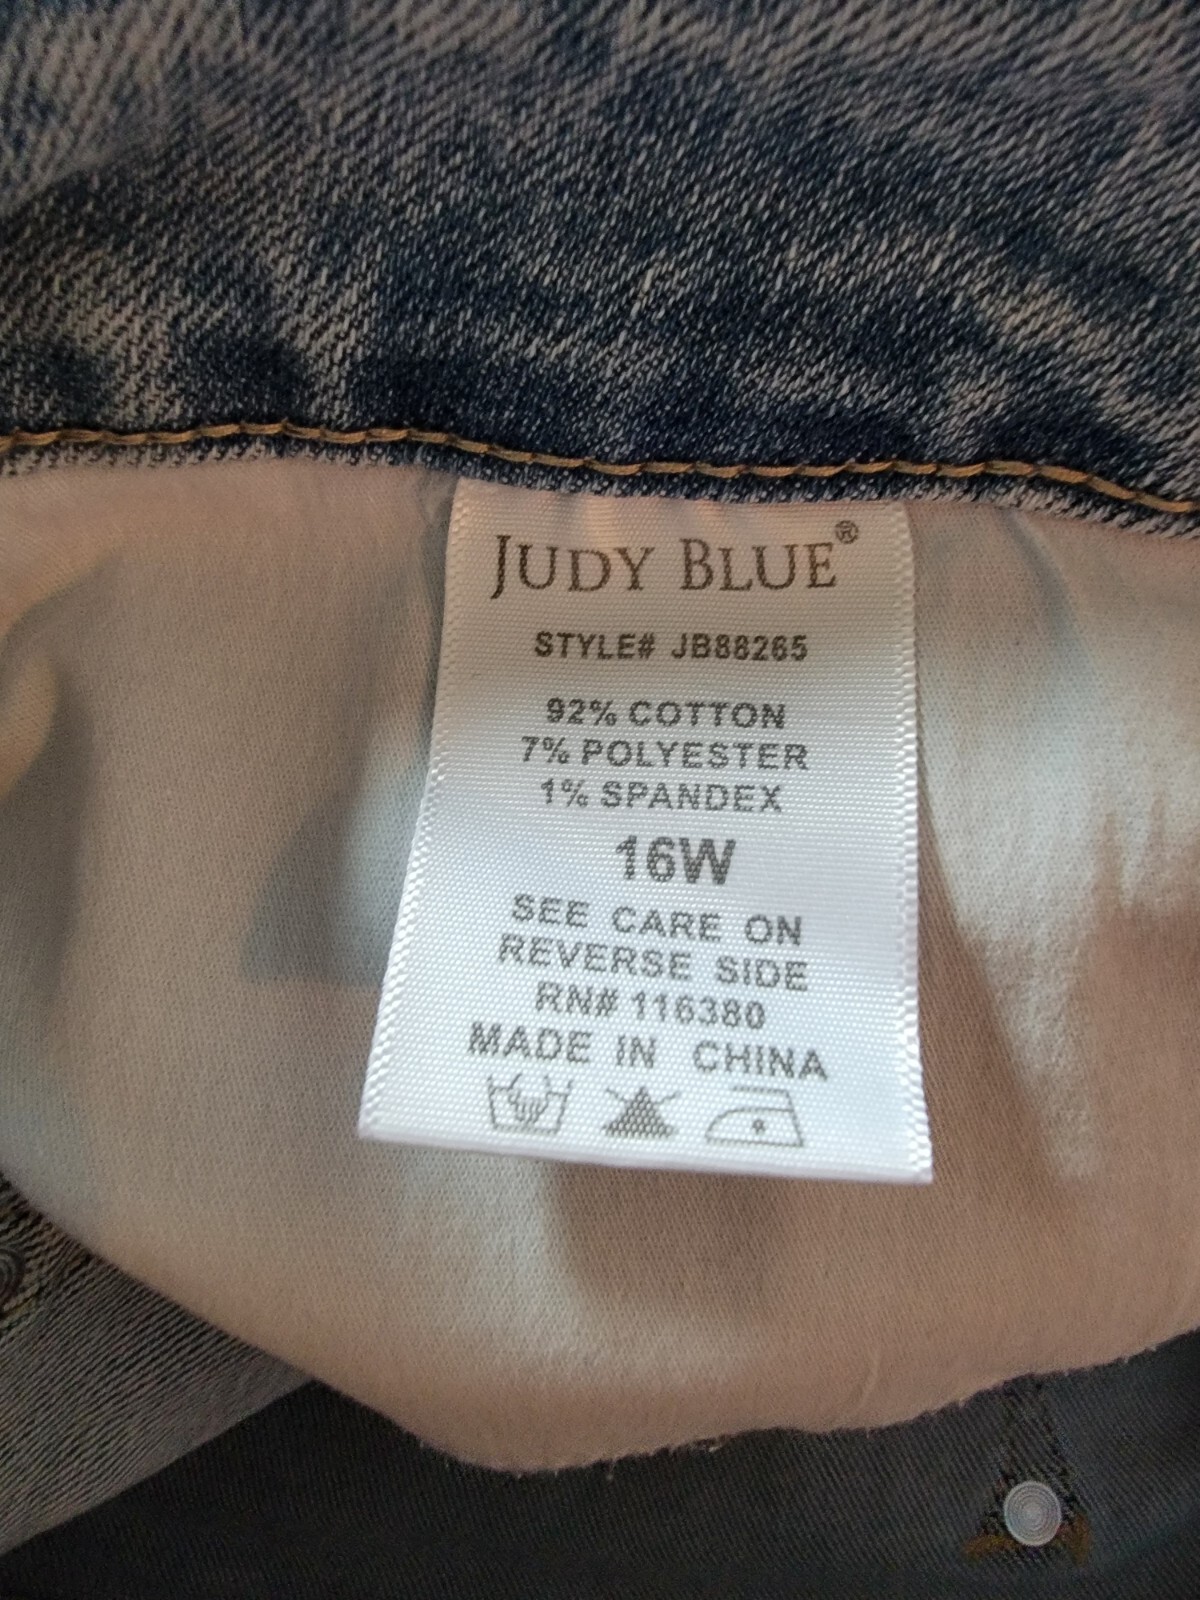 JUDY BLUE®
STYLE# JB88265
92% COTTON
7% POLYESTER
1% SPANDEX
16W
SEE CARE ON
REVERSE SIDE
RN# 116380
MADE IN CHINA